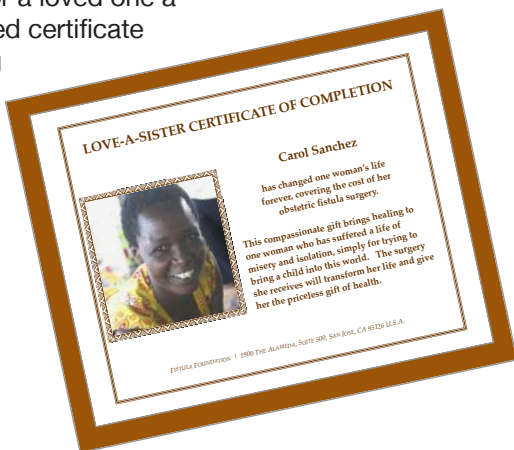 or a loved one a
ed certificate
LOVE-A-SISTER CERTIFICATE OF COMPLETION
Carol Sanchez
has changed one woman's life
forever, covering the cost of her
obstetric fistula surgery.
This compassionate gift brings healing to
one woman who has suffered a life of
misery and isolation, simply for trying to
bring a child into this world. The surgery
she receives will transform her life and give
her the priceless gift of health.
FISTULA FOUNDATION | 1900 THE ALAMEDA, SUITE 500, SAN JOSE, CA 95126 U.S.A.